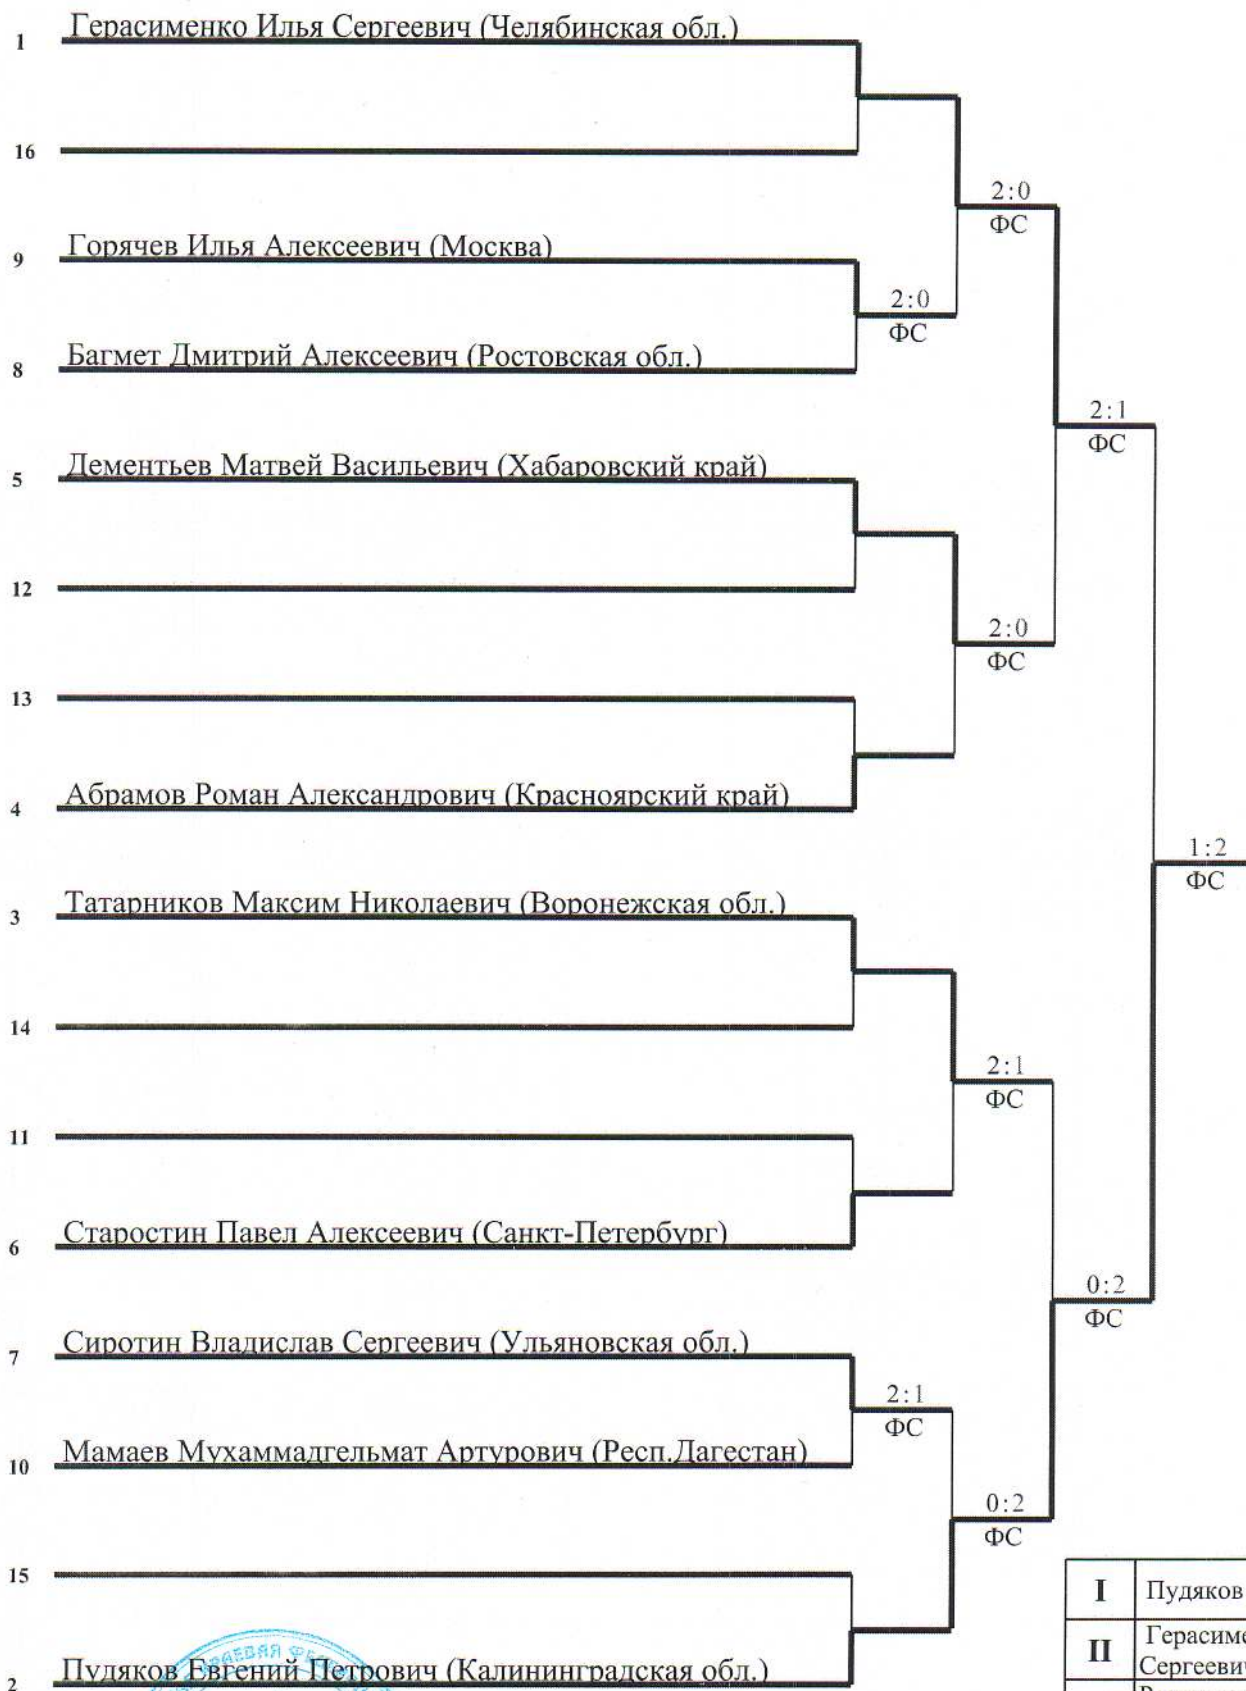 Герасименко Илья Сергеевич (Челябинская обл.)
1
16
2:0
ФС
Горячев Илья Алексеевич (Москва)
9
2:0
ФС
Багмет Дмитрий Алексеевич (Ростовская обл.)
8
2:1
ФС
Дементьев Матвей Васильевич (Хабаровский край)
5
12
2:0
ФС
13
Абрамов Роман Александрович (Красноярский край)
4
1:2
ФС
Татарников Максим Николаевич (Воронежская обл.)
3
14
2:1
ФС
11
Старостин Павел Алексеевич (Санкт-Петербург)
6
0:2
ФС
Сиротин Владислав Сергеевич (Ульяновская обл.)
7
2:1
ФС
Мамаев Мухаммадгельмат Артурович (Респ.Дагестан)
10
0:2
ФС
15
I Пудяков
II Герасиме
Сергеевич
Пудяков Евгений Петрович (Калининградская обл.)
2